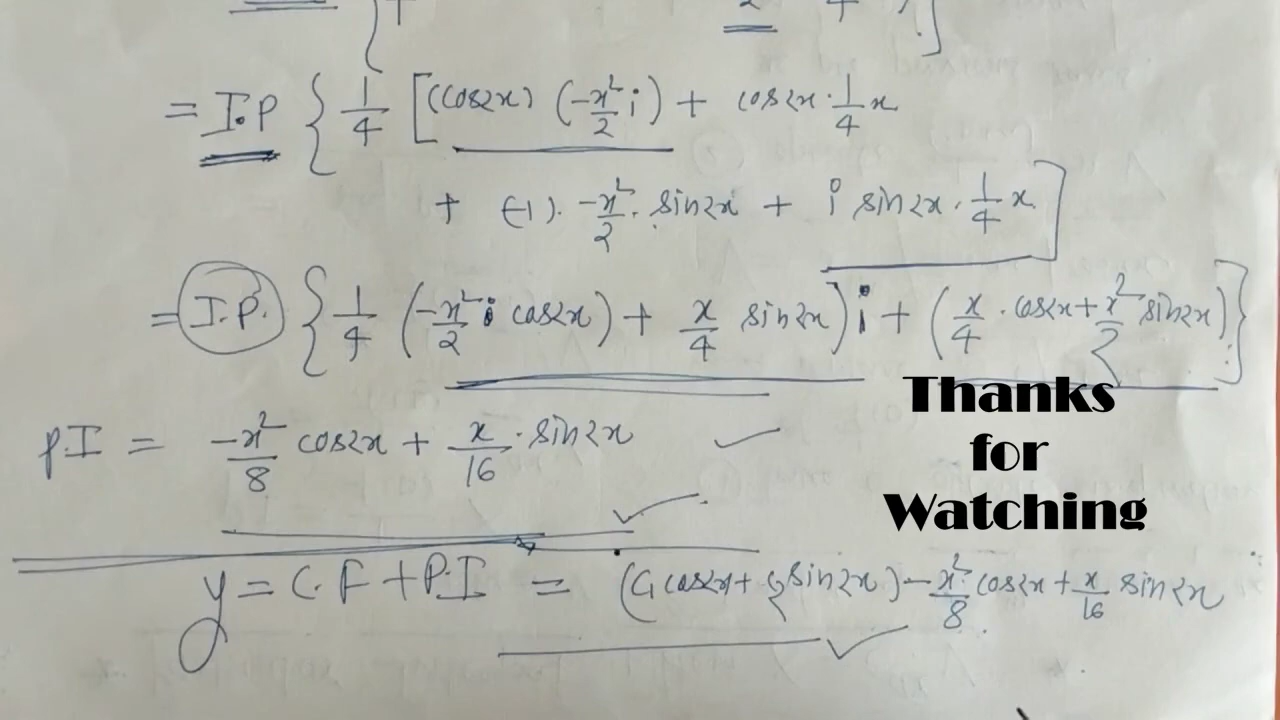 = I.P { 1/4 [(cos2x) (-x²/2 i) + cos2x · 1/4 x
+ (-1). -x²/2 . sin2x + i sin2x . 1/4 x ]
= I.P. { 1/4 (-x²/2 i cos2x) + x/4 sin2x) i + (x/4 . cos2x + x²/2 sin2x) }
P.I = -x²/8 cos2x + x/16 . sin2x
Thanks
for
Watching
y = C.F + P.I = (C₁ cos2x + C₂ sin2x) - x²/8 cos2x + x/16 sin2x